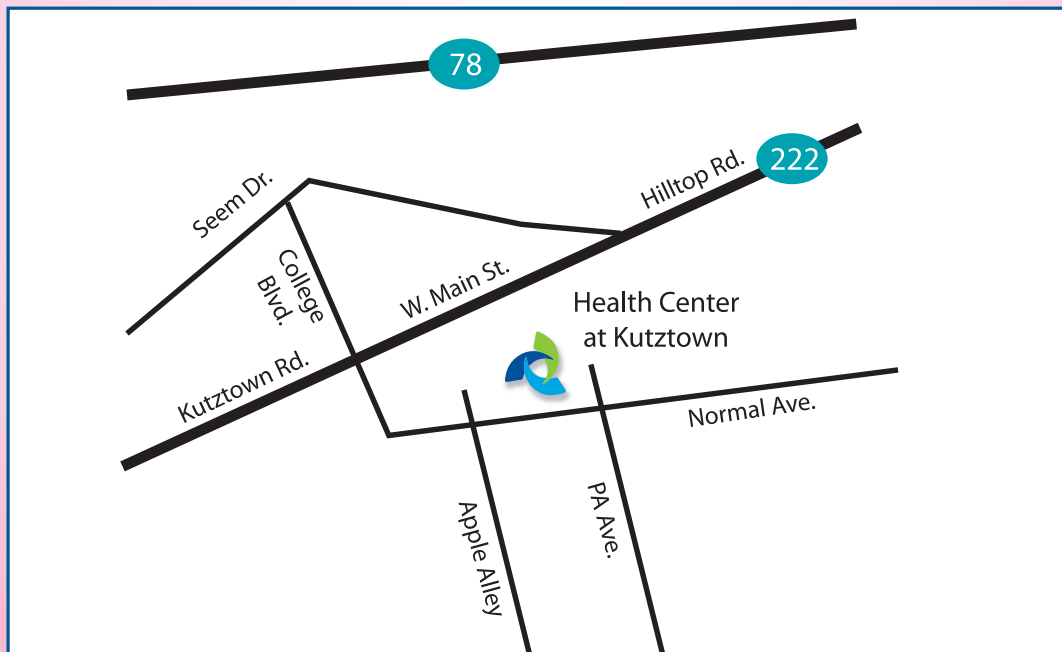 78
222
Hilltop Rd.
Seem Dr.
College
Blvd.
W. Main St.
Health Center
at Kutztown
Kutztown Rd.
Normal Ave.
PA Ave.
Apple Alley